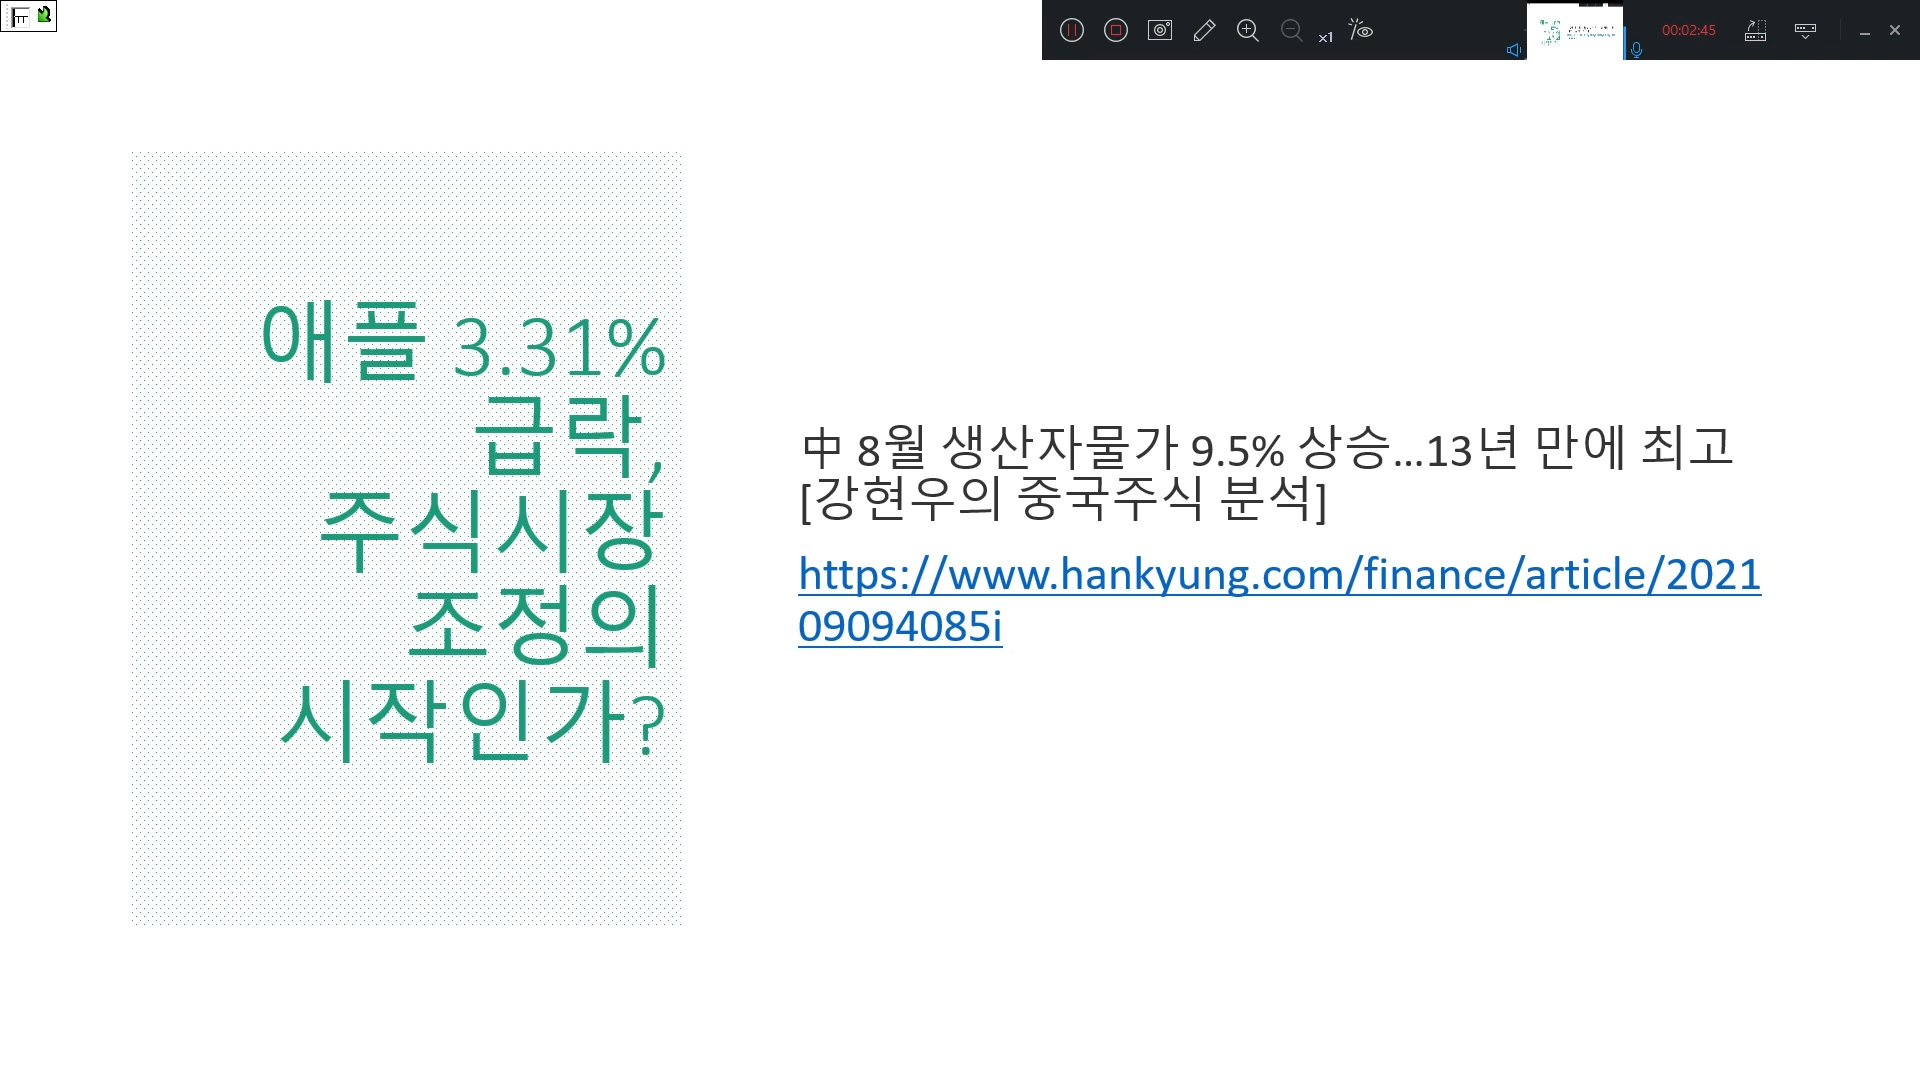 x1
00:02:45
애플 3.31%
급락,
주식시장
조정의
시작인가?
中 8월 생산자물가 9.5% 상승…13년 만에 최고
[강현우의 중국주식 분석]
https://www.hankyung.com/finance/article/2021
09094085i